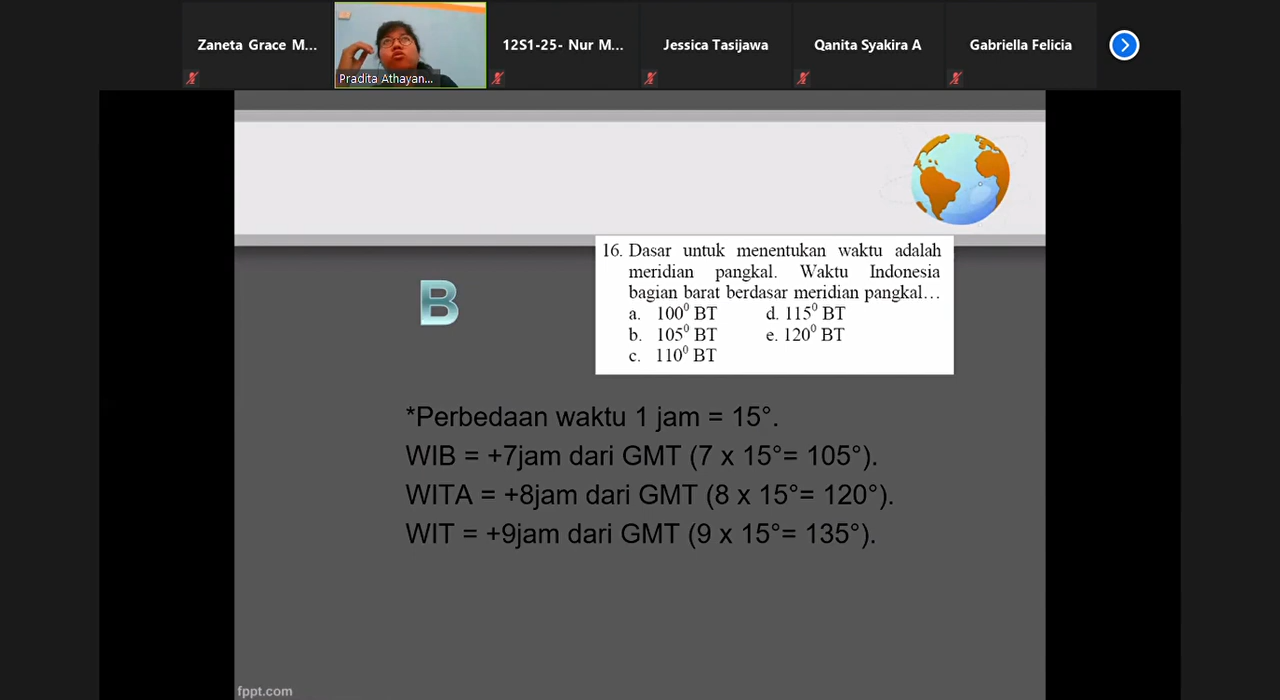 Zaneta Grace M...
Pradita Athayan...
12S1-25- Nur M...
Jessica Tasijawa
Qanita Syakira A
Gabriella Felicia
B
16. Dasar untuk menentukan waktu adalah
meridian pangkal. Waktu Indonesia
bagian barat berdasar meridian pangkal…
a. 100⁰ BT d. 115⁰ BT
b. 105⁰ BT e. 120⁰ BT
c. 110⁰ BT
*Perbedaan waktu 1 jam = 15°.
WIB = +7jam dari GMT (7 x 15°= 105°).
WITA = +8jam dari GMT (8 x 15°= 120°).
WIT = +9jam dari GMT (9 x 15°= 135°).
fppt.com